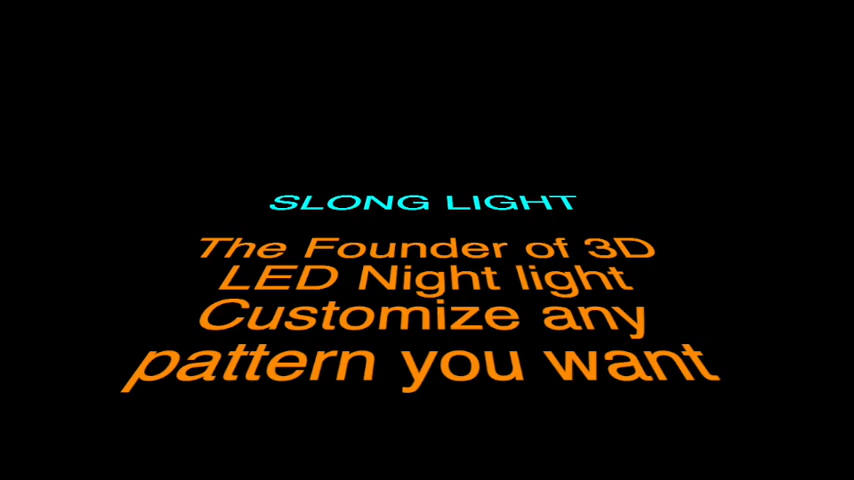 SLONG LIGHT
The Founder of 3D
LED Night light
Customize any
pattern you want